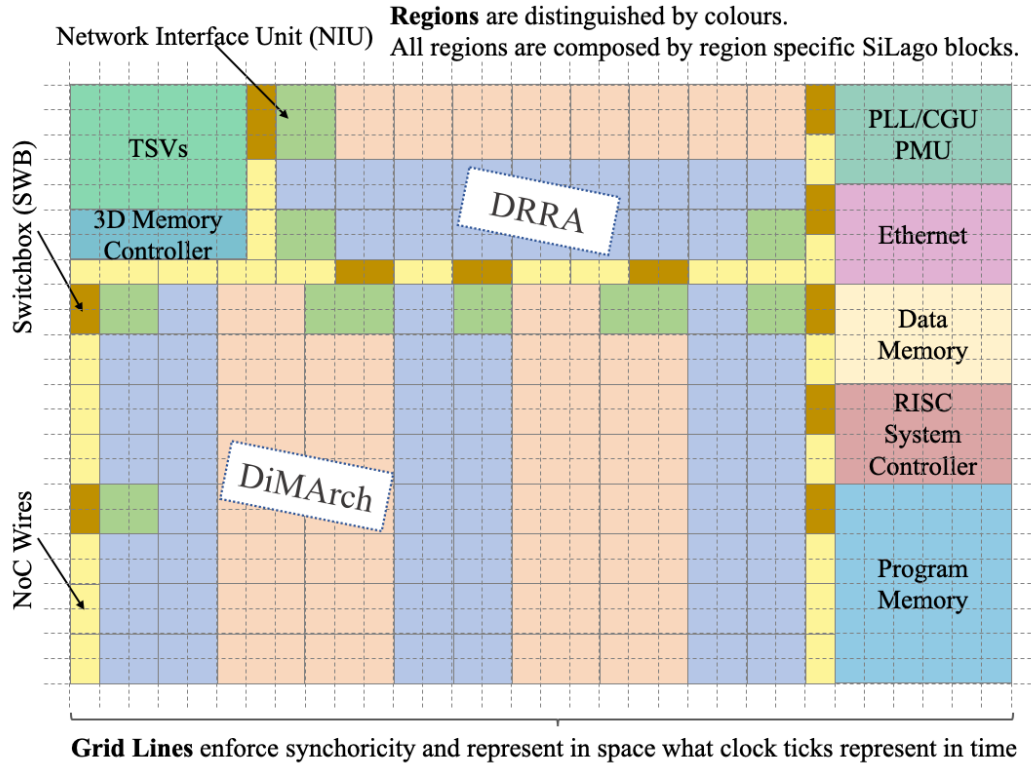 Regions are distinguished by colours.
Network Interface Unit (NIU)
All regions are composed by region specific SiLago blocks.
TSVs
PLL/CGU
PMU
Switchbox (SWB)
DRRA
3D Memory
Controller
Ethernet
Data
Memory
RISC
System
Controller
DiMArch
NoC Wires
Program
Memory
Grid Lines enforce synchoricity and represent in space what clock ticks represent in time